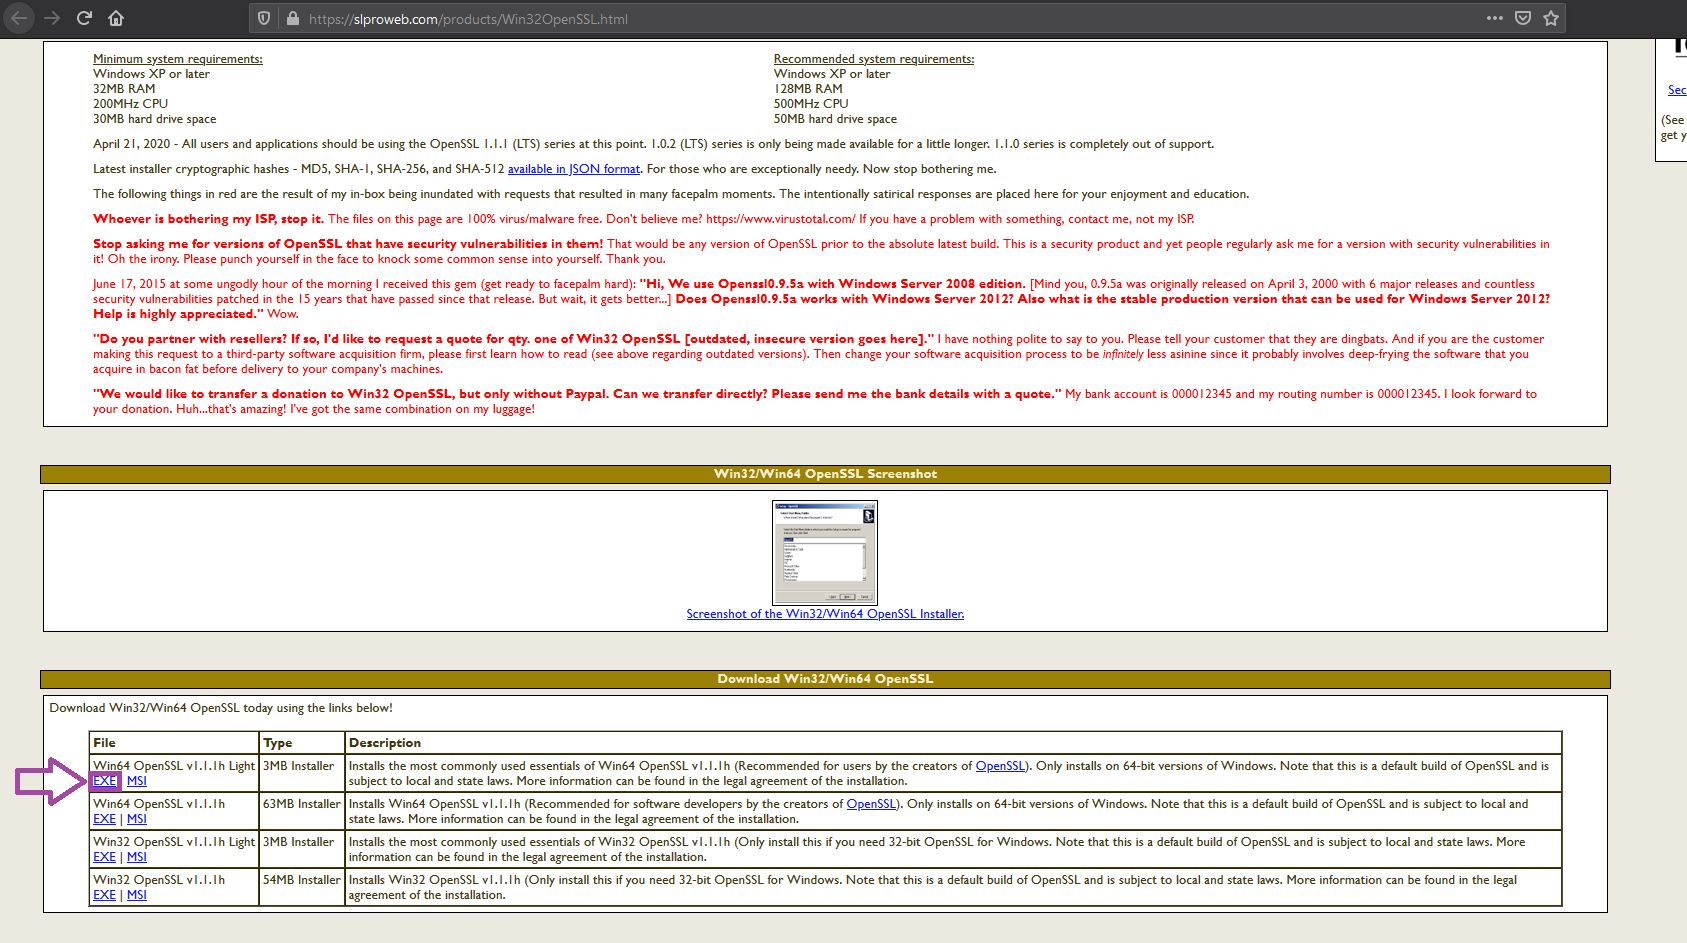 https://slproweb.com/products/Win32OpenSSL.html
Minimum system requirements:
Windows XP or later
32MB RAM
200MHz CPU
30MB hard drive space
Recommended system requirements:
Windows XP or later
128MB RAM
500MHz CPU
50MB hard drive space
Sec
(See
get y
April 21, 2020 - All users and applications should be using the OpenSSL 1.1.1 (LTS) series at this point. 1.0.2 (LTS) series is only being made available for a little longer. 1.1.0 series is completely out of support.
Latest installer cryptographic hashes - MD5, SHA-1, SHA-256, and SHA-512 available in JSON format. For those who are exceptionally needy. Now stop bothering me.
The following things in red are the result of my in-box being inundated with requests that resulted in many facepalm moments. The intentionally satirical responses are placed here for your enjoyment and education.
Whoever is bothering my ISP, stop it. The files on this page are 100% virus/malware free. Don't believe me? https://www.virustotal.com/ If you have a problem with something, contact me, not my ISP.
Stop asking me for versions of OpenSSL that have security vulnerabilities in them! That would be any version of OpenSSL prior to the absolute latest build. This is a security product and yet people regularly ask me for a version with security vulnerabilities in
it! Oh the irony. Please punch yourself in the face to knock some common sense into yourself. Thank you.
June 17, 2015 at some ungodly hour of the morning I received this gem (get ready to facepalm hard): "Hi, We use Openssl0.9.5a with Windows Server 2008 edition. [Mind you, 0.9.5a was originally released on April 3, 2000 with 6 major releases and countless
security vulnerabilities patched in the 15 years that have passed since that release. But wait, it gets better...] Does Openssl0.9.5a works with Windows Server 2012? Also what is the stable production version that can be used for Windows Server 2012?
Help is highly appreciated." Wow.
"Do you partner with resellers? If so, I'd like to request a quote for qty. one of Win32 OpenSSL [outdated, insecure version goes here]." I have nothing polite to say to you. Please tell your customer that they are dingbats. And if you are the customer
making this request to a third-party software acquisition firm, please first learn how to read (see above regarding outdated versions). Then change your software acquisition process to be infinitely less asinine since it probably involves deep-frying the software that you
acquire in bacon fat before delivery to your company's machines.
"We would like to transfer a donation to Win32 OpenSSL, but only without Paypal. Can we transfer directly? Please send me the bank details with a quote." My bank account is 000012345 and my routing number is 000012345. I look forward to
your donation. Huh...that's amazing! I've got the same combination on my luggage!
Win32/Win64 OpenSSL Screenshot
Screenshot of the Win32/Win64 OpenSSL Installer.
Download Win32/Win64 OpenSSL
Download Win32/Win64 OpenSSL today using the links below!
File Type Description
Win64 OpenSSL v1.1.1h Light
EXE | MSI
3MB Installer
Installs the most commonly used essentials of Win64 OpenSSL v1.1.1h (Recommended for users by the creators of OpenSSL). Only installs on 64-bit versions of Windows. Note that this is a default build of OpenSSL and is
subject to local and state laws. More information can be found in the legal agreement of the installation.
Win64 OpenSSL v1.1.1h
EXE | MSI
63MB Installer
Installs Win64 OpenSSL v1.1.1h (Recommended for software developers by the creators of OpenSSL). Only installs on 64-bit versions of Windows. Note that this is a default build of OpenSSL and is subject to local and
state laws. More information can be found in the legal agreement of the installation.
Win32 OpenSSL v1.1.1h Light
EXE | MSI
3MB Installer
Installs the most commonly used essentials of Win32 OpenSSL v1.1.1h (Only install this if you need 32-bit OpenSSL for Windows. Note that this is a default build of OpenSSL and is subject to local and state laws. More
information can be found in the legal agreement of the installation.
Win32 OpenSSL v1.1.1h
EXE | MSI
54MB Installer
Installs Win32 OpenSSL v1.1.1h (Only install this if you need 32-bit OpenSSL for Windows. Note that this is a default build of OpenSSL and is subject to local and state laws. More information can be found in the legal
agreement of the installation.